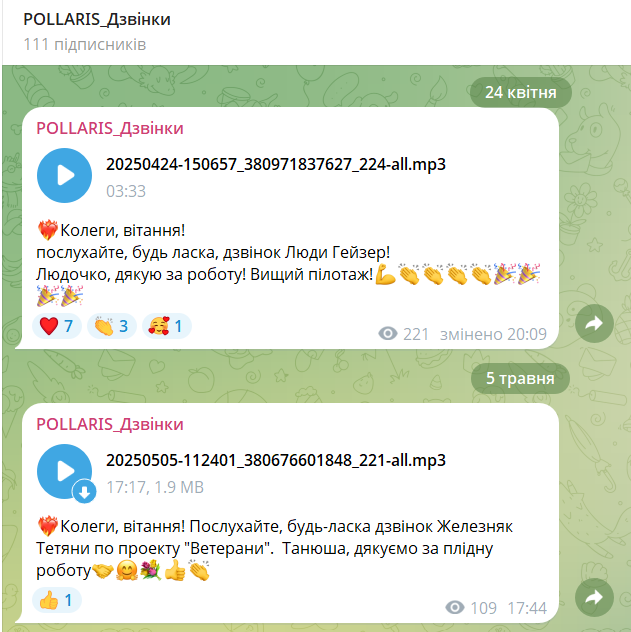 POLLARIS_Дзвінки
111 підписників
24 квітня
POLLARIS_Дзвінки
20250424-150657_380971837627_224-all.mp3
03:33
❤️‍🔥Колеги, вітання!
послухайте, будь ласка, дзвінок Люди Гейзер!
Людочко, дякую за роботу! Вищий пілотаж!💪👏👏👏👏🎉🎉
🎉🎉
❤️ 7 👏 3 🥰 1
221 змінено 20:09
5 травня
POLLARIS_Дзвінки
20250505-112401_380676601848_221-all.mp3
17:17, 1.9 MB
❤️‍🔥Колеги, вітання! Послухайте, будь-ласка дзвінок Железняк
Тетяни по проекту "Ветерани".  Танюша, дякуємо за плідну
роботу🤝🤗💐👍👏
👍 1
109 17:44